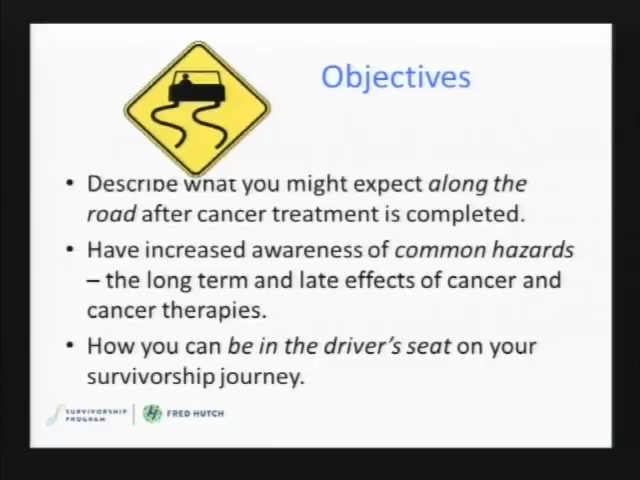 Objectives
• Describe what you might expect along the
road after cancer treatment is completed.
• Have increased awareness of common hazards
– the long term and late effects of cancer and
cancer therapies.
• How you can be in the driver's seat on your
survivorship journey.
SURVIVORSHIP
PROGRAM
FRED HUTCH